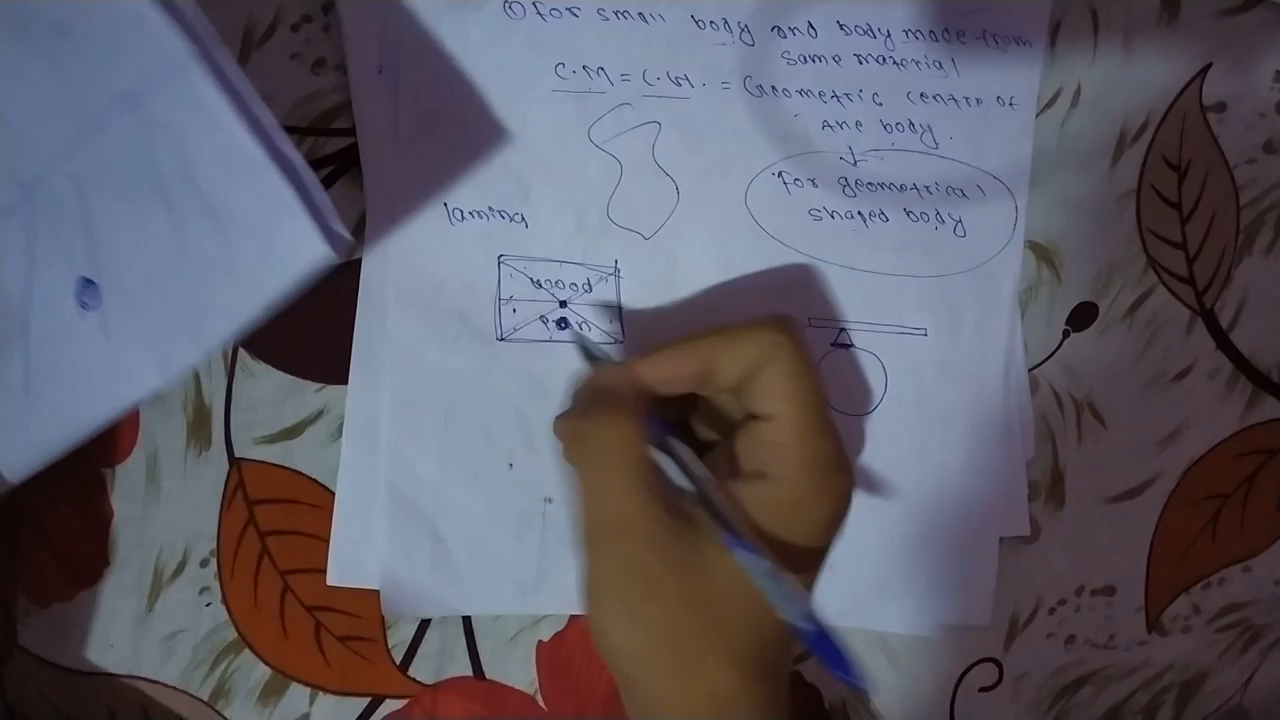 ① For small body and body made from
same material
C.M = C.G. = Geometric centre of
the body.
for geometrical
shaped body
lamina
wood